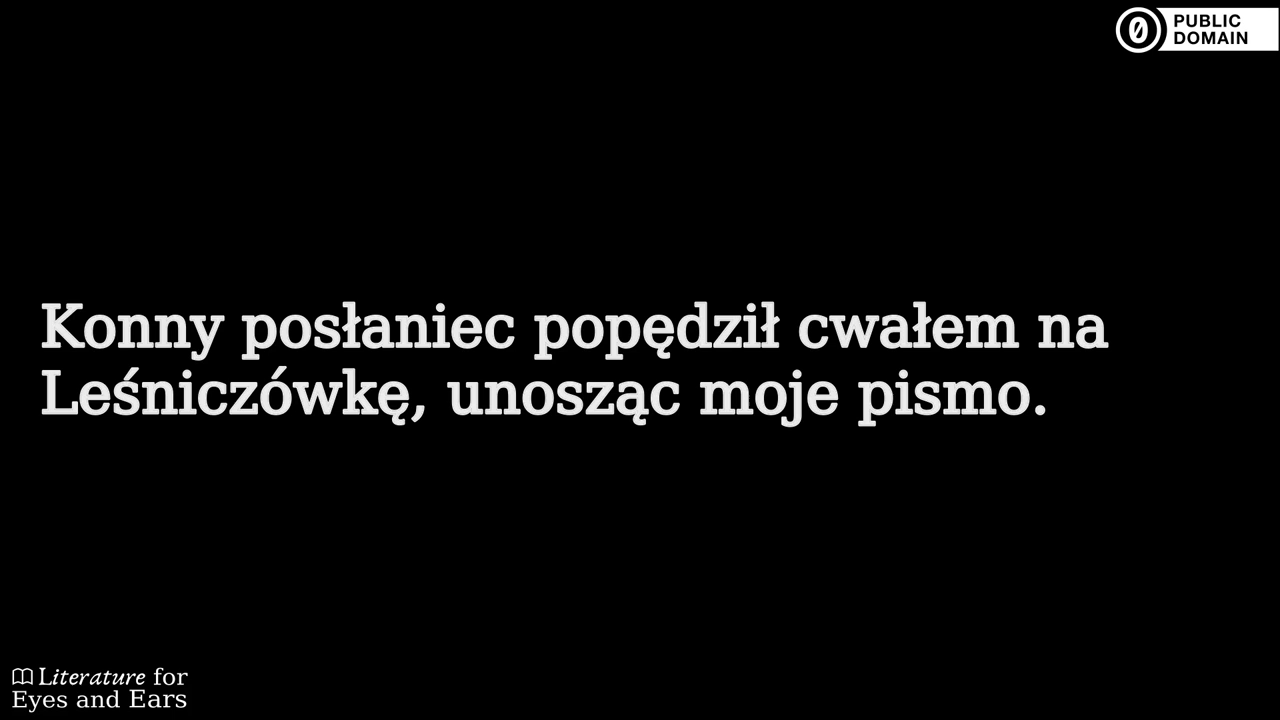 PUBLIC
DOMAIN
Konny posłaniec popędził cwałem na
Leśniczówkę, unosząc moje pismo.
Literature for
Eyes and Ears